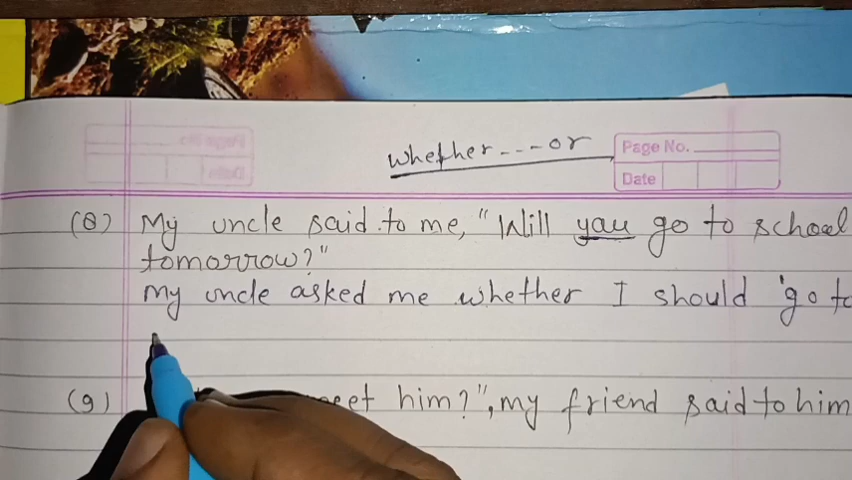 whether---or
Page No.
Date
(8) My uncle said to me, "Will you go to school
tomorrow?"
My uncle asked me whether I should go to
(9) meet him?", my friend said to him